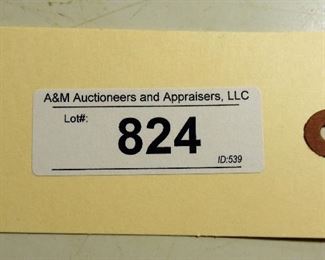 A&M Auctioneers and Appraisers, LLC
Lot#:
824
ID:539